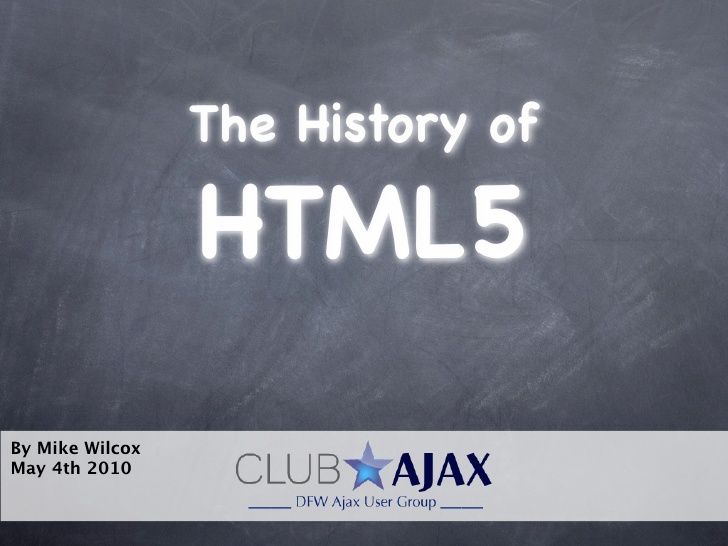 The History of
HTML5
By Mike Wilcox
May 4th 2010
CLUB AJAX
DFW Ajax User Group